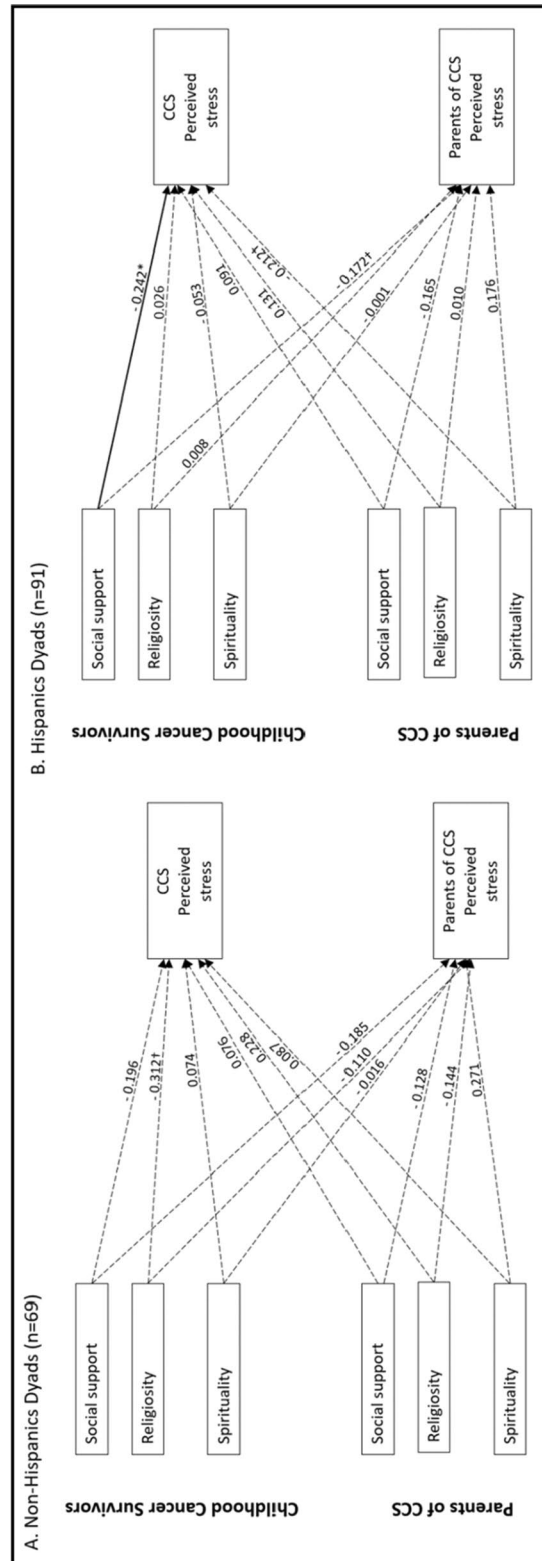 A. Non-Hispanics Dyads (n=69)
Childhood Cancer Survivors
Social support
Religiosity
Spirituality
Parents of CCS
Social support
Religiosity
Spirituality
- 0.196
- 0.312†
0.074
0.076
0.228
0.087
- 0.185
- 0.110
- 0.016
- 0.128
- 0.144
0.271
CCS
Perceived
stress
Parents of CCS
Perceived
stress
B. Hispanics Dyads (n=91)
Childhood Cancer Survivors
Social support
Religiosity
Spirituality
Parents of CCS
Social support
Religiosity
Spirituality
- 0.242*
0.026
- 0.053
0.091
0.131
- 0.212†
- 0.172†
0.008
- 0.001
- 0.165
0.010
0.176
CCS
Perceived
stress
Parents of CCS
Perceived
stress